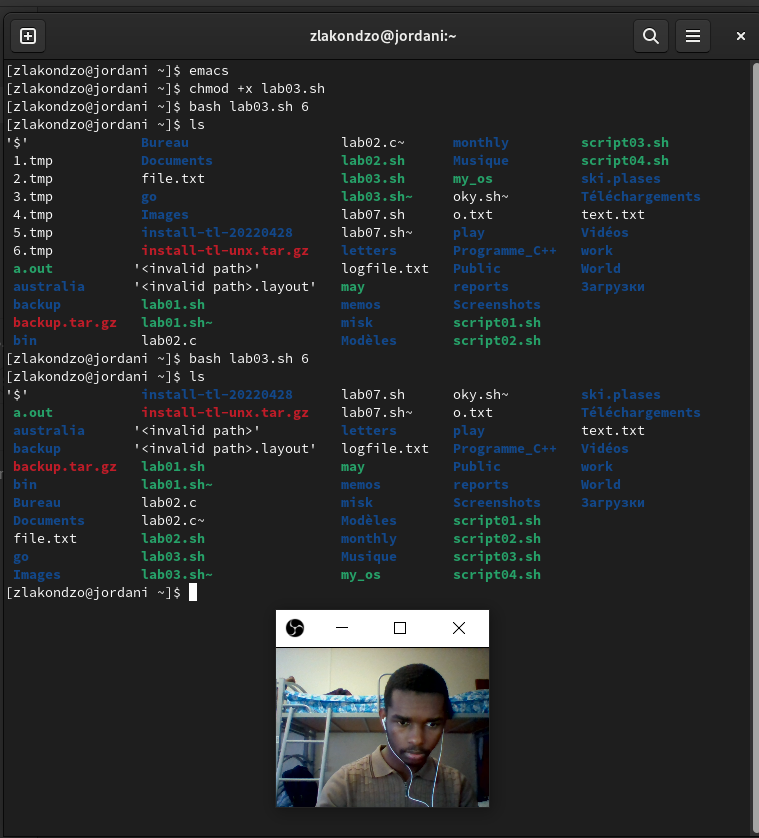 zlakondzo@jordani:~
[zlakondzo@jordani ~]$ emacs
[zlakondzo@jordani ~]$ chmod +x lab03.sh
[zlakondzo@jordani ~]$ bash lab03.sh 6
[zlakondzo@jordani ~]$ ls
'$' Bureau lab02.c~ monthly script03.sh
1.tmp Documents lab02.sh Musique script04.sh
2.tmp file.txt lab03.sh my_os ski.plases
3.tmp go lab03.sh~ oky.sh~ Téléchargements
4.tmp Images lab07.sh o.txt text.txt
5.tmp install-tl-20220428 lab07.sh~ play Vidéos
6.tmp install-tl-unx.tar.gz letters Programme_C++ work
a.out '<invalid path>' logfile.txt Public World
australia '<invalid path>.layout' may reports Загрузки
backup lab01.sh memos Screenshots
backup.tar.gz lab01.sh~ misk script01.sh
bin lab02.c Modèles script02.sh
[zlakondzo@jordani ~]$ bash lab03.sh 6
[zlakondzo@jordani ~]$ ls
'$' install-tl-20220428 lab07.sh oky.sh~ ski.plases
a.out install-tl-unx.tar.gz lab07.sh~ o.txt Téléchargements
australia '<invalid path>' letters play text.txt
backup '<invalid path>.layout' logfile.txt Programme_C++ Vidéos
backup.tar.gz lab01.sh may Public work
bin lab01.sh~ memos reports World
Bureau lab02.c misk Screenshots Загрузки
Documents lab02.c~ Modèles script01.sh
file.txt lab02.sh monthly script02.sh
go lab03.sh Musique script03.sh
Images lab03.sh~ my_os script04.sh
[zlakondzo@jordani ~]$